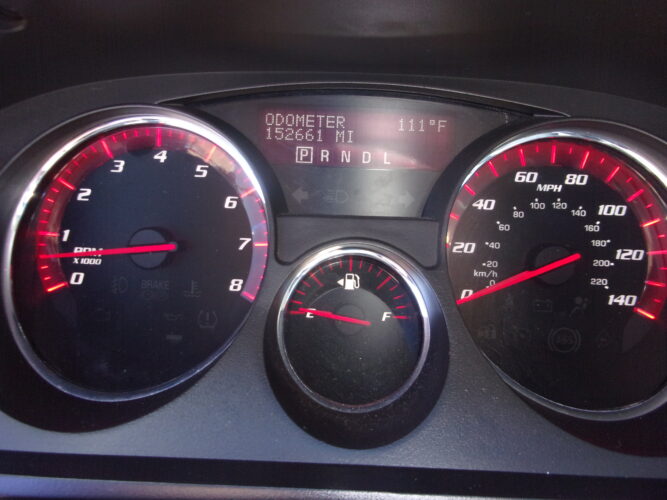 ODOMETER 111°F
152661 MI
P R N D L
0 1 2 3 4 5 6 7 8
RPM
X1000
BRAKE
E F
0 20 40 60 80 100 120 140
MPH
0 20 40 60 80 100 120 140 160 180 200 220
km/h